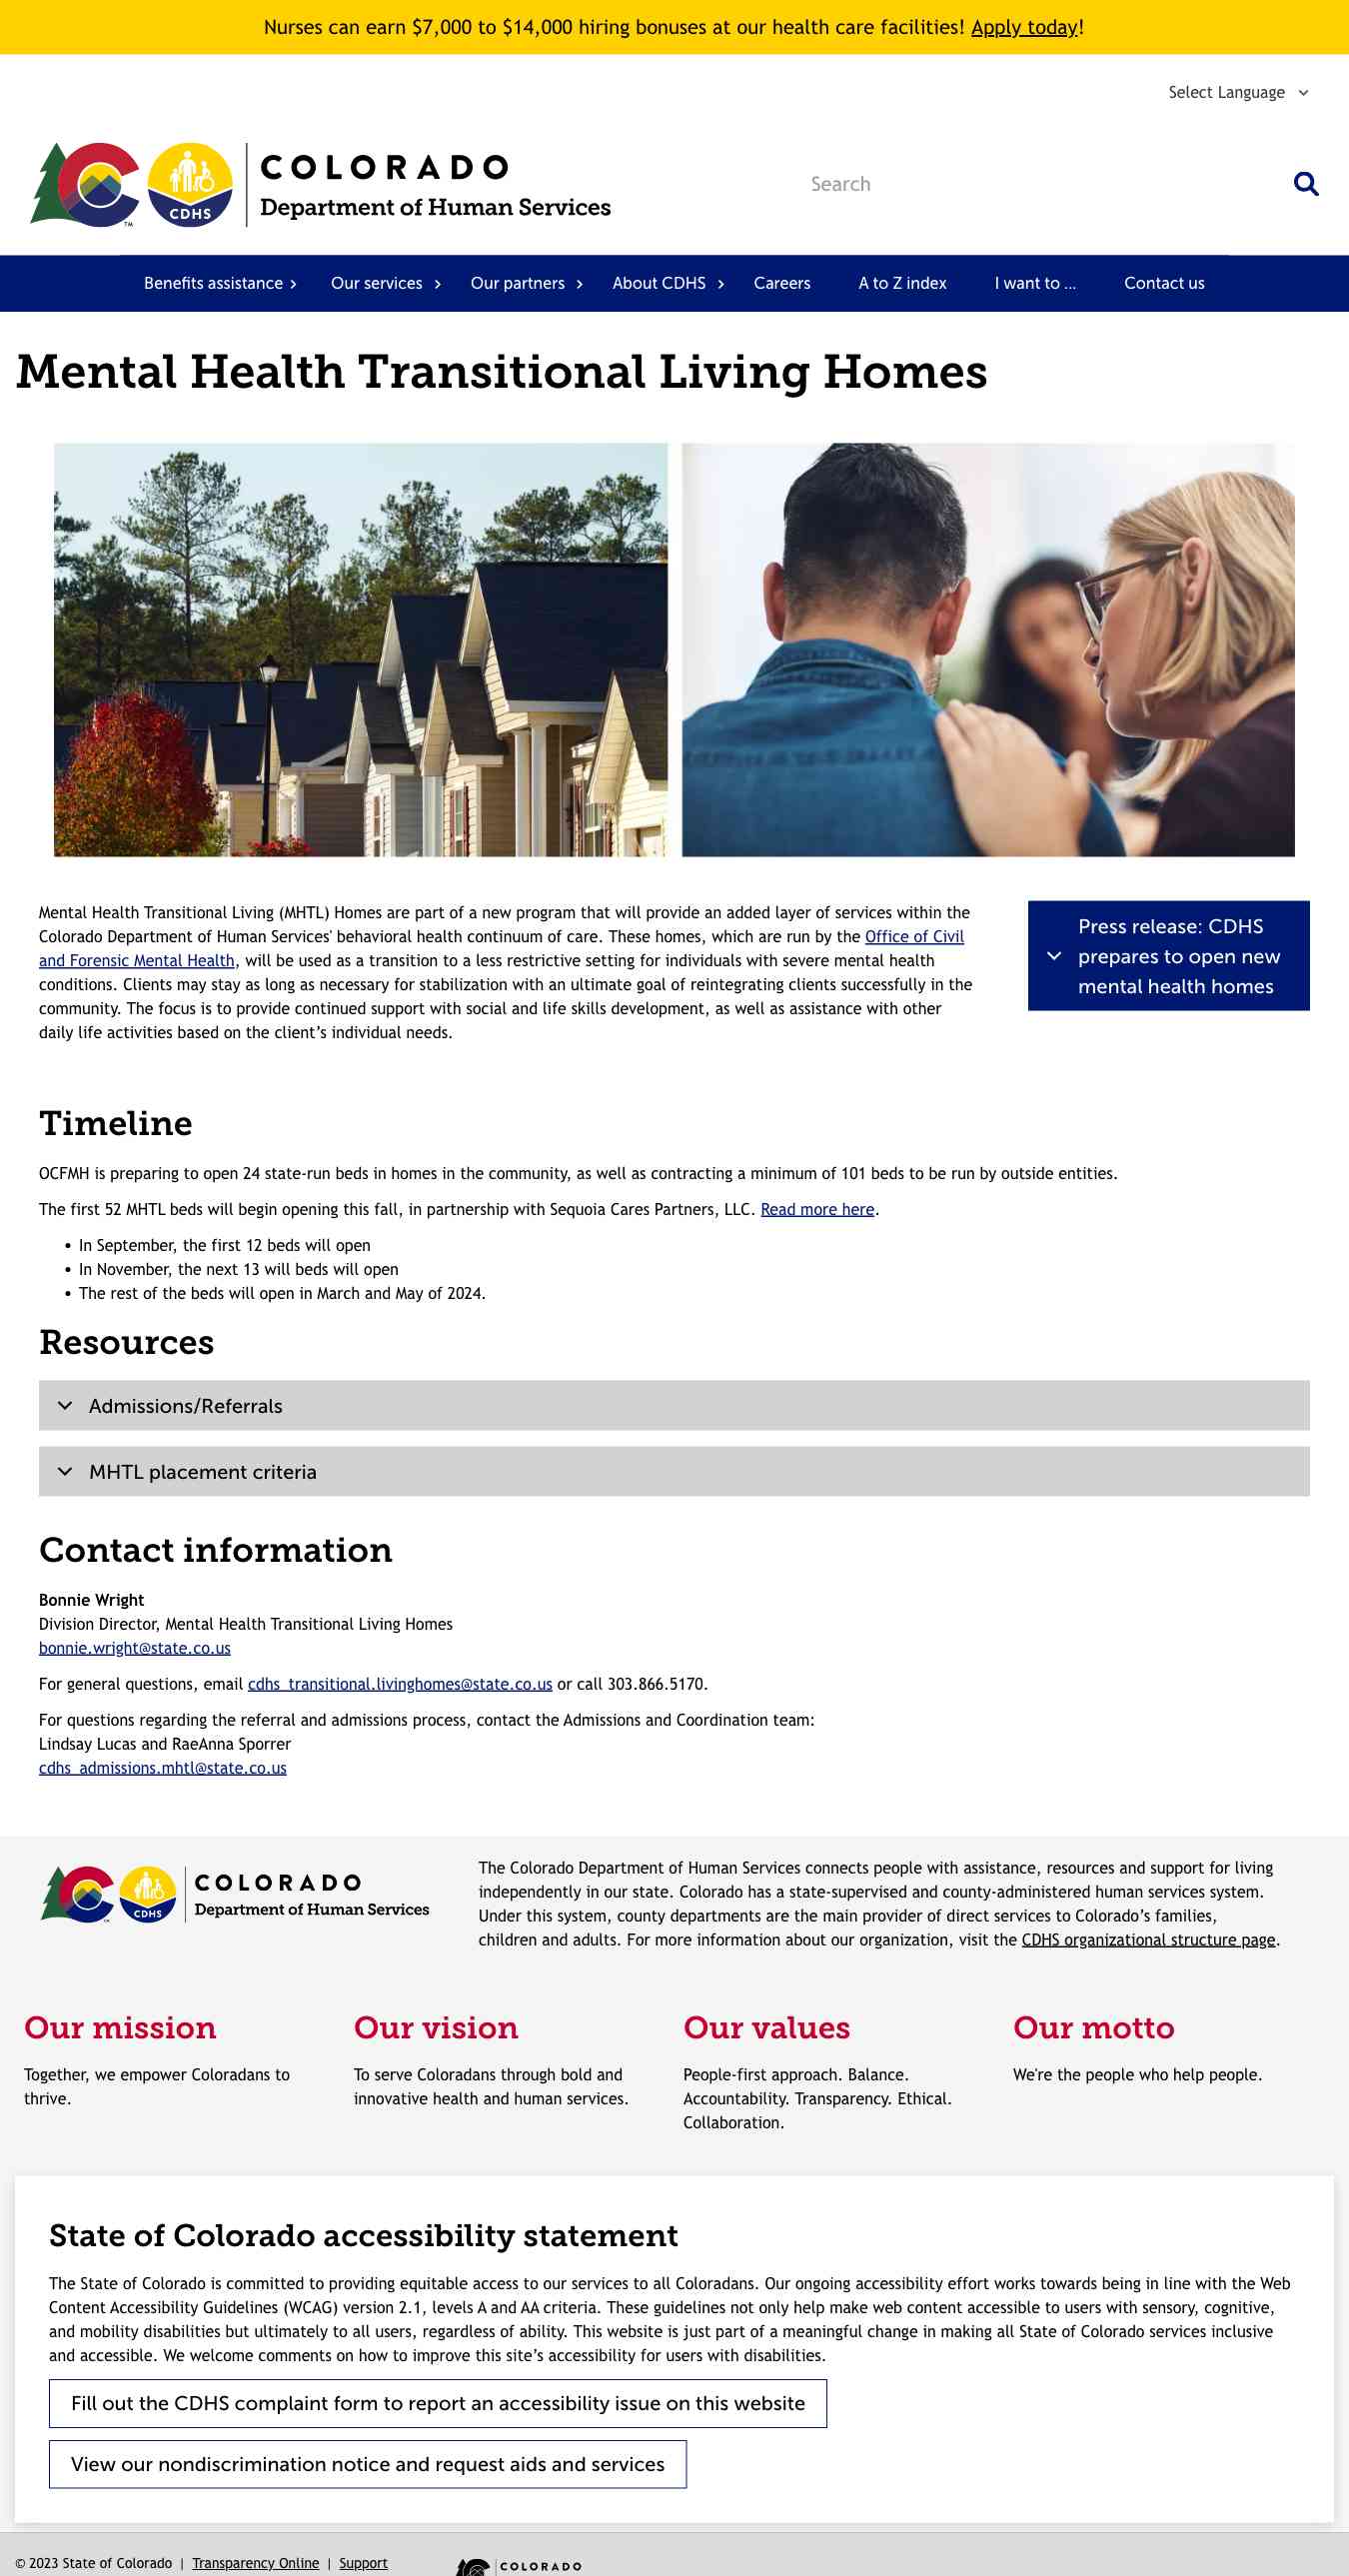 Nurses can earn $7,000 to $14,000 hiring bonuses at our health care facilities! Apply today!
Select Language
CDHS
TM
COLORADO
Department of Human Services
Search
Benefits assistance
Our services
Our partners
About CDHS
Careers
A to Z index
I want to ...
Contact us
Mental Health Transitional Living Homes
Mental Health Transitional Living (MHTL) Homes are part of a new program that will provide an added layer of services within the
Colorado Department of Human Services' behavioral health continuum of care. These homes, which are run by the Office of Civil
and Forensic Mental Health, will be used as a transition to a less restrictive setting for individuals with severe mental health
conditions. Clients may stay as long as necessary for stabilization with an ultimate goal of reintegrating clients successfully in the
community. The focus is to provide continued support with social and life skills development, as well as assistance with other
daily life activities based on the client’s individual needs.
Press release: CDHS
prepares to open new
mental health homes
Timeline
OCFMH is preparing to open 24 state-run beds in homes in the community, as well as contracting a minimum of 101 beds to be run by outside entities.
The first 52 MHTL beds will begin opening this fall, in partnership with Sequoia Cares Partners, LLC. Read more here.
• In September, the first 12 beds will open
• In November, the next 13 will beds will open
• The rest of the beds will open in March and May of 2024.
Resources
Admissions/Referrals
MHTL placement criteria
Contact information
Bonnie Wright
Division Director, Mental Health Transitional Living Homes
bonnie.wright@state.co.us
For general questions, email cdhs_transitional.livinghomes@state.co.us or call 303.866.5170.
For questions regarding the referral and admissions process, contact the Admissions and Coordination team:
Lindsay Lucas and RaeAnna Sporrer
cdhs_admissions.mhtl@state.co.us
CDHS
TM
COLORADO
Department of Human Services
The Colorado Department of Human Services connects people with assistance, resources and support for living
independently in our state. Colorado has a state-supervised and county-administered human services system.
Under this system, county departments are the main provider of direct services to Colorado’s families,
children and adults. For more information about our organization, visit the CDHS organizational structure page.
Our mission
Together, we empower Coloradans to
thrive.
Our vision
To serve Coloradans through bold and
innovative health and human services.
Our values
People-first approach. Balance.
Accountability. Transparency. Ethical.
Collaboration.
Our motto
We're the people who help people.
State of Colorado accessibility statement
The State of Colorado is committed to providing equitable access to our services to all Coloradans. Our ongoing accessibility effort works towards being in line with the Web
Content Accessibility Guidelines (WCAG) version 2.1, levels A and AA criteria. These guidelines not only help make web content accessible to users with sensory, cognitive,
and mobility disabilities but ultimately to all users, regardless of ability. This website is just part of a meaningful change in making all State of Colorado services inclusive
and accessible. We welcome comments on how to improve this site’s accessibility for users with disabilities.
Fill out the CDHS complaint form to report an accessibility issue on this website
View our nondiscrimination notice and request aids and services
© 2023 State of Colorado | Transparency Online | Support
COLORADO